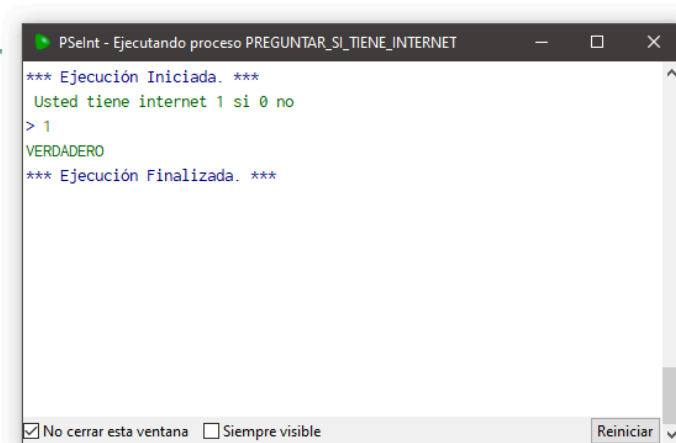 PSeInt - Ejecutando proceso PREGUNTAR_SI_TIENE_INTERNET
*** Ejecución Iniciada. ***
Usted tiene internet 1 si 0 no
> 1
VERDADERO
*** Ejecución Finalizada. ***
No cerrar esta ventana Siempre visible Reiniciar